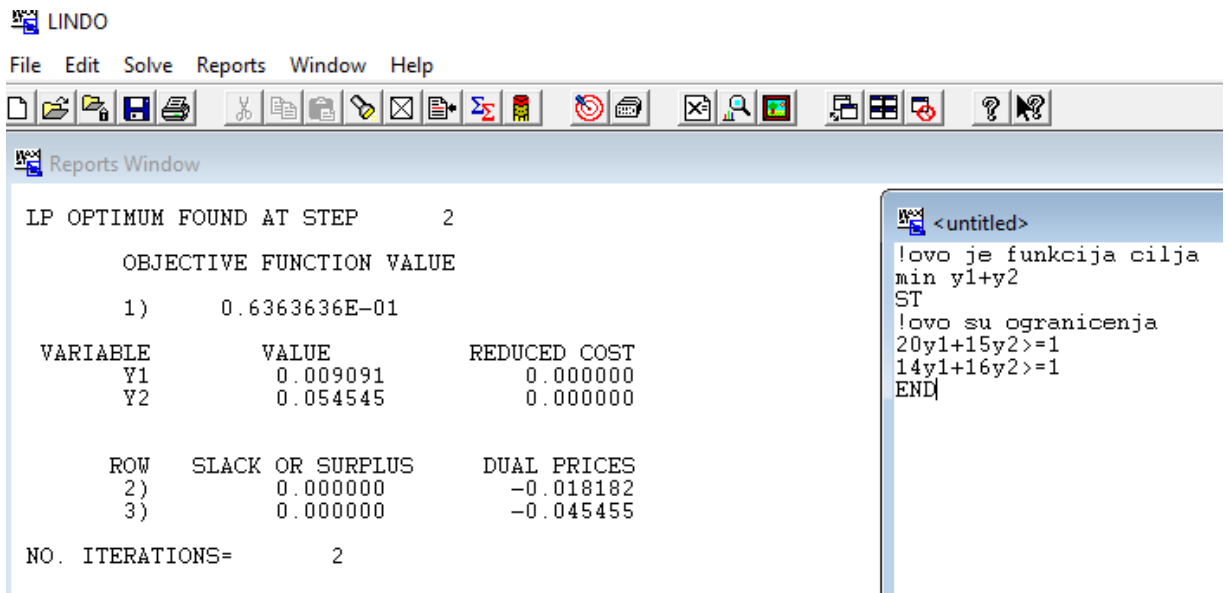 LINDO
File Edit Solve Reports Window Help
Reports Window
LP OPTIMUM FOUND AT STEP 2
OBJECTIVE FUNCTION VALUE
1) 0.6363636E-01
VARIABLE VALUE REDUCED COST
Y1 0.009091 0.000000
Y2 0.054545 0.000000
ROW SLACK OR SURPLUS DUAL PRICES
2) 0.000000 -0.018182
3) 0.000000 -0.045455
NO. ITERATIONS= 2
<untitled>
!ovo je funkcija cilja
min y1+y2
ST
!ovo su ogranicenja
20y1+15y2>=1
14y1+16y2>=1
END